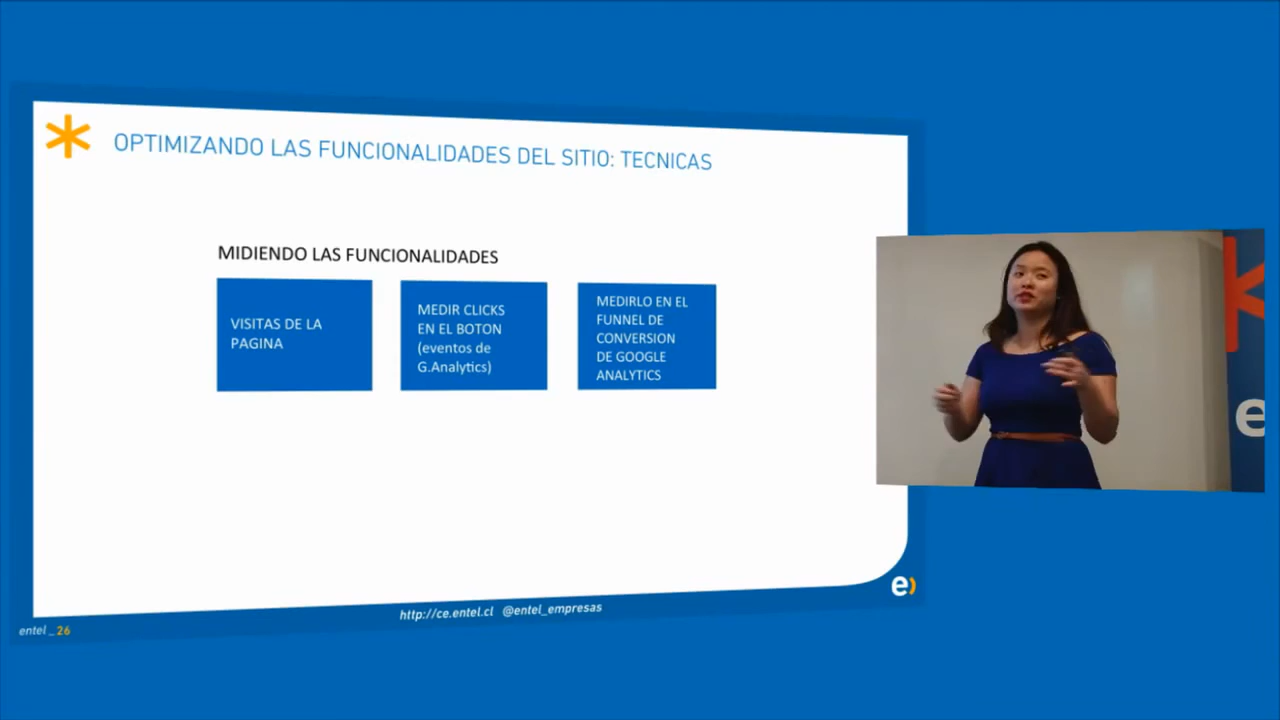 OPTIMIZANDO LAS FUNCIONALIDADES DEL SITIO: TECNICAS
MIDIENDO LAS FUNCIONALIDADES
VISITAS DE LA
PAGINA
MEDIR CLICKS
EN EL BOTON
(eventos de
G.Analytics)
MEDIRLO EN EL
FUNNEL DE
CONVERSION
DE GOOGLE
ANALYTICS
e
e)
http://ce.entel.cl @entel_empresas
entel _ 26